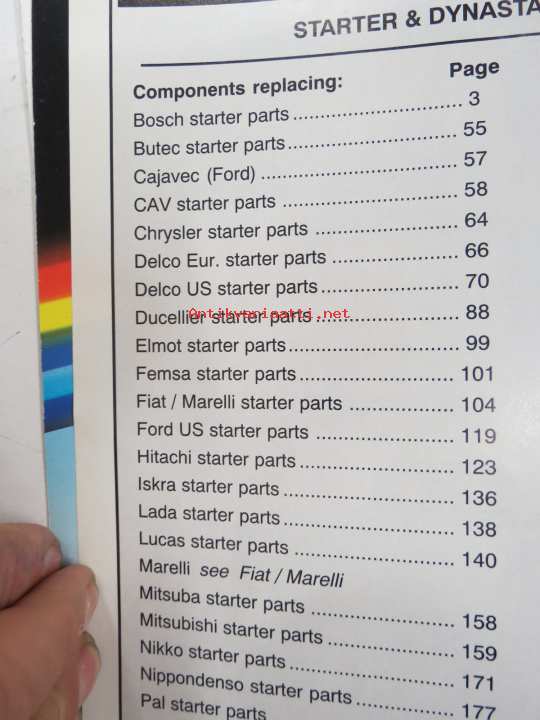 STARTER & DYNASTA
Components replacing: Page
Bosch starter parts ................................ 3
Butec starter parts ................................ 55
Cajavec (Ford) ................................ 57
CAV starter parts ................................ 58
Chrysler starter parts ........................... 64
Delco Eur. starter parts ........................ 66
Delco US starter parts .......................... 70
Ducellier starter parts ........................... 88
Antikvariaatti.net
Elmot starter parts ................................ 99
Femsa starter parts ............................. 101
Fiat / Marelli starter parts .................... 104
Ford US starter parts .......................... 119
Hitachi starter parts ............................. 123
Iskra starter parts ................................ 136
Lada starter parts ................................ 138
Lucas starter parts ............................... 140
Marelli see Fiat / Marelli
Mitsuba starter parts ........................... 158
Mitsubishi starter parts ........................ 159
Nikko starter parts ............................... 171
Nippondenso starter parts .................... 177
Pal starter parts